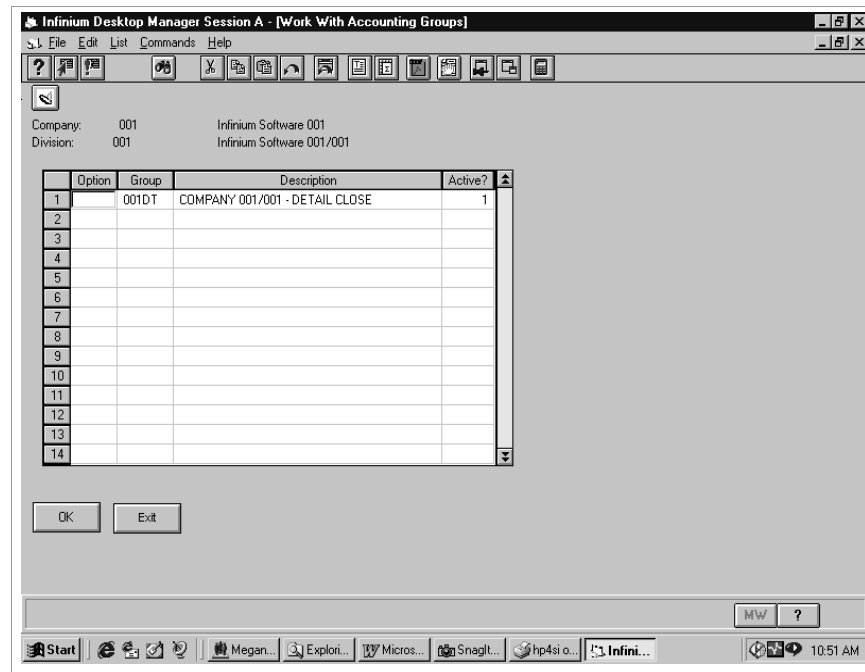 Infinium Desktop Manager Session A - [Work With Accounting Groups]
File Edit List Commands Help
Company: 001 Infinium Software 001
Division: 001 Infinium Software 001/001
Option Group Description Active?
1 001DT COMPANY 001/001 - DETAIL CLOSE 1
2
3
4
5
6
7
8
9
10
11
12
13
14
OK Exit
MW ?
Start Megan... Explori... Micros... SnagIt... hp4si o... Infini... 10:51 AM